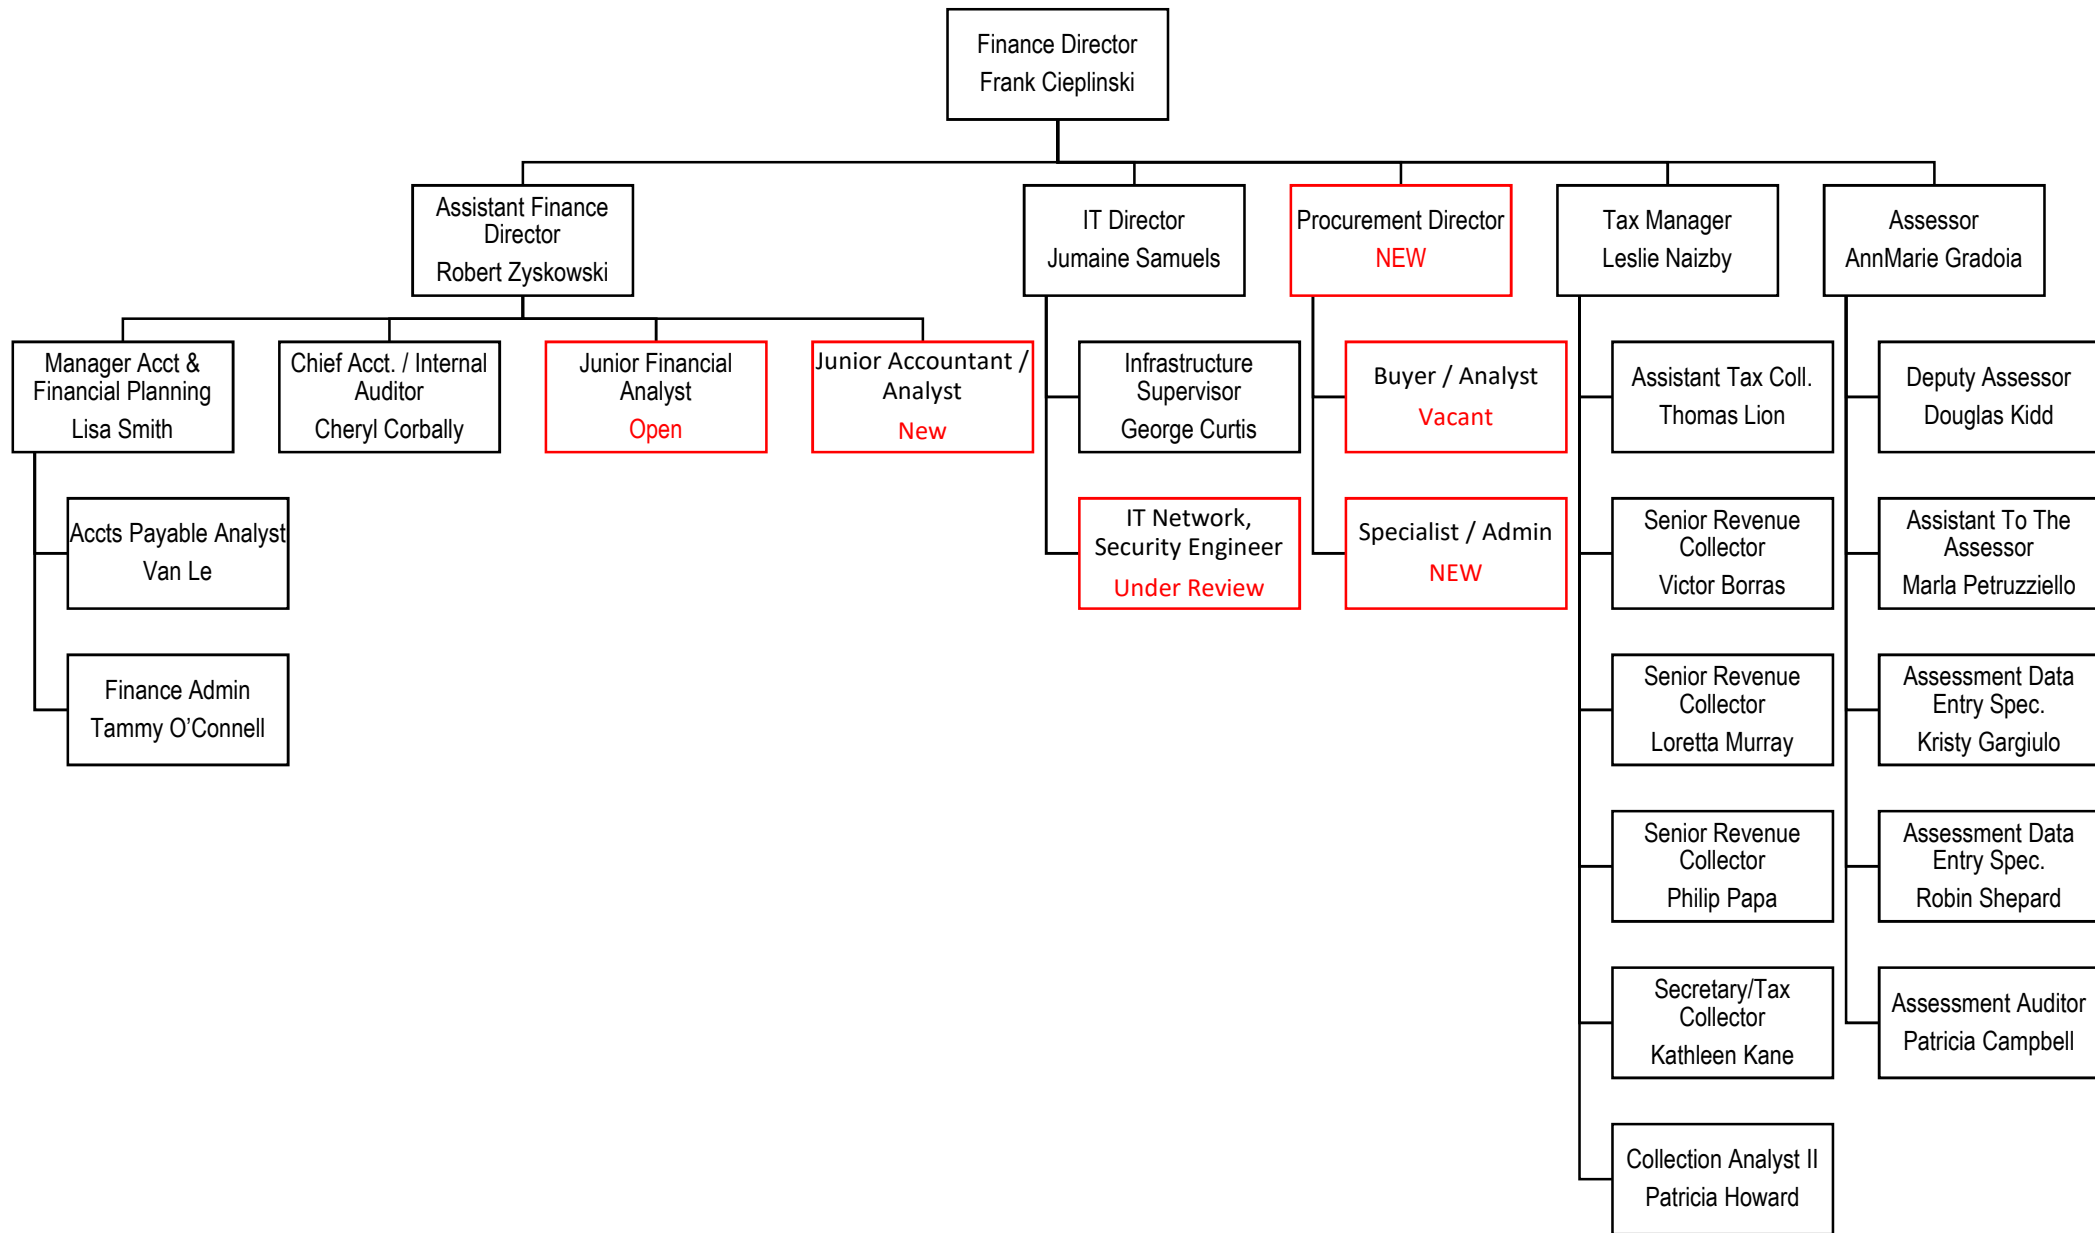 Finance Director
Frank Cieplinski
Assistant Finance
Director
Robert Zyskowski
IT Director
Jumaine Samuels
Procurement Director
NEW
Tax Manager
Leslie Naizby
Assessor
AnnMarie Gradoia
Manager Acct &
Financial Planning
Lisa Smith
Chief Acct. / Internal
Auditor
Cheryl Corbally
Junior Financial
Analyst
Open
Junior Accountant /
Analyst
New
Infrastructure
Supervisor
George Curtis
Buyer / Analyst
Vacant
Assistant Tax Coll.
Thomas Lion
Deputy Assessor
Douglas Kidd
Accts Payable Analyst
Van Le
IT Network,
Security Engineer
Under Review
Specialist / Admin
NEW
Senior Revenue
Collector
Victor Borras
Assistant To The
Assessor
Marla Petruzziello
Finance Admin
Tammy O’Connell
Senior Revenue
Collector
Loretta Murray
Assessment Data
Entry Spec.
Kristy Gargiulo
Senior Revenue
Collector
Philip Papa
Assessment Data
Entry Spec.
Robin Shepard
Secretary/Tax
Collector
Kathleen Kane
Assessment Auditor
Patricia Campbell
Collection Analyst II
Patricia Howard